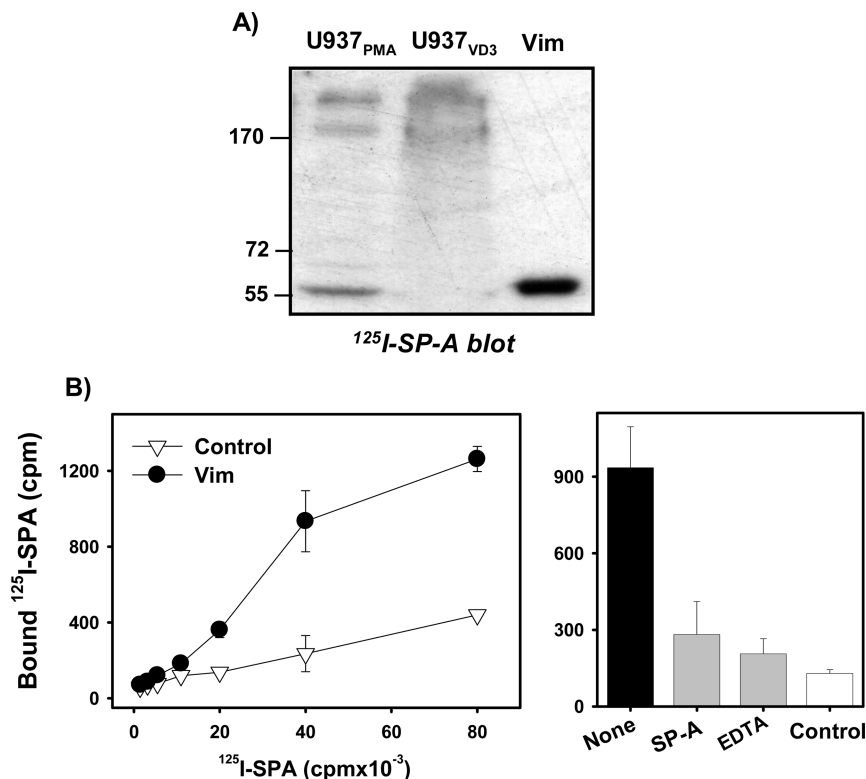 A)
U937PMA U937VD3 Vim
170
72
55
125I-SP-A blot
B)
Bound 125I-SPA (cpm)
1200
800
400
0
Control
Vim
0 20 40 60 80
125I-SPA (cpmx10-3)
900
600
300
0
None SP-A EDTA Control